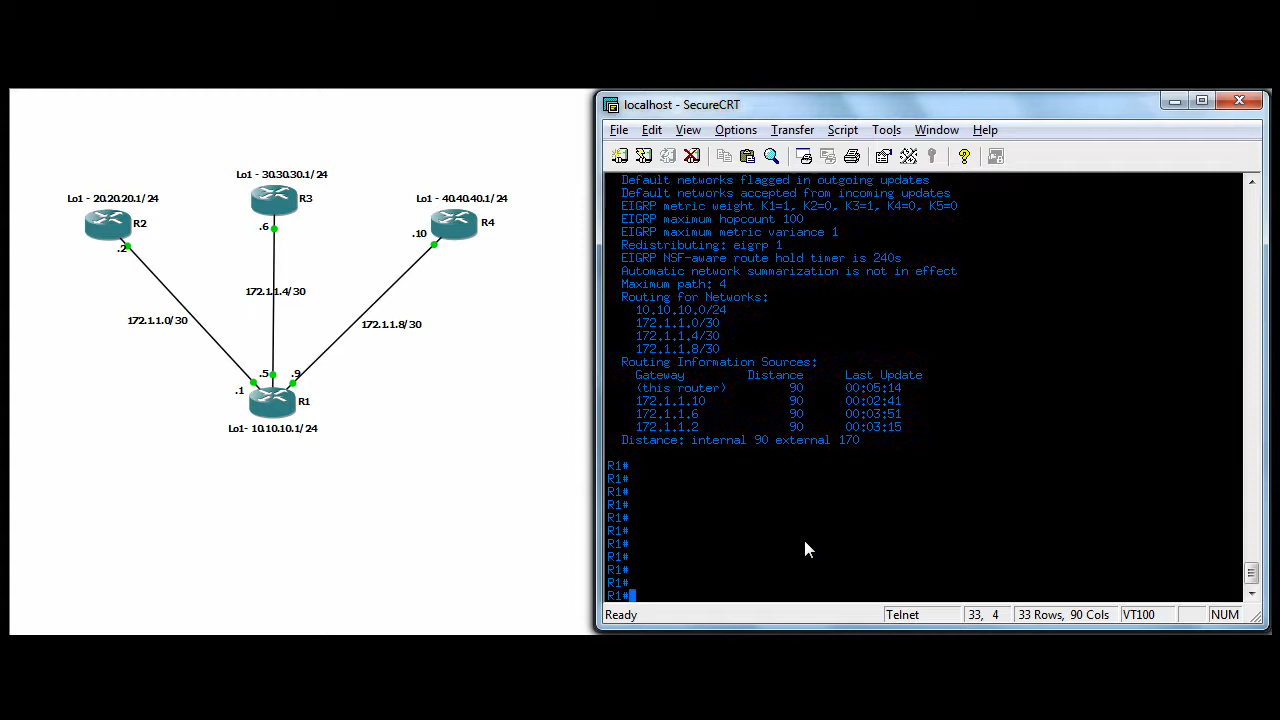 Lo1 - 30.30.30.1/24
R3
Lo1 - 20.20.20.1/24
R2
Lo1 - 40.40.40.1/24
R4
.2
.6
.10
172.1.1.4/30
172.1.1.0/30
172.1.1.8/30
.5
.9
.1
R1
Lo1- 10.10.10.1/24
localhost - SecureCRT
File Edit View Options Transfer Script Tools Window Help
Default networks flagged in outgoing updates
Default networks accepted from incoming updates
EIGRP metric weight K1=1, K2=0, K3=1, K4=0, K5=0
EIGRP maximum hopcount 100
EIGRP maximum metric variance 1
Redistributing: eigrp 1
EIGRP NSF-aware route hold timer is 240s
Automatic network summarization is not in effect
Maximum path: 4
Routing for Networks:
10.10.10.0/24
172.1.1.0/30
172.1.1.4/30
172.1.1.8/30
Routing Information Sources:
Gateway Distance Last Update
(this router) 90 00:05:14
172.1.1.10 90 00:02:41
172.1.1.6 90 00:03:51
172.1.1.2 90 00:03:15
Distance: internal 90 external 170
R1#
R1#
R1#
R1#
R1#
R1#
R1#
R1#
R1#
R1#
R1#
Ready Telnet 33, 4 33 Rows, 90 Cols VT100 NUM